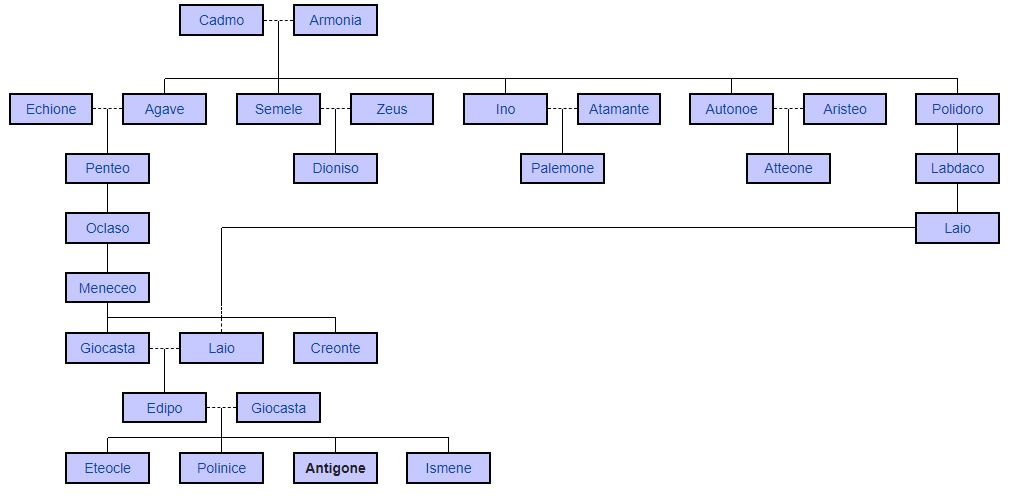 Cadmo Armonia
Echione Agave Semele Zeus Ino Atamante Autonoe Aristeo Polidoro
Penteo Dioniso Palemone Atteone Labdaco
Oclaso Laio
Meneceo
Giocasta Laio Creonte
Edipo Giocasta
Eteocle Polinice Antigone Ismene